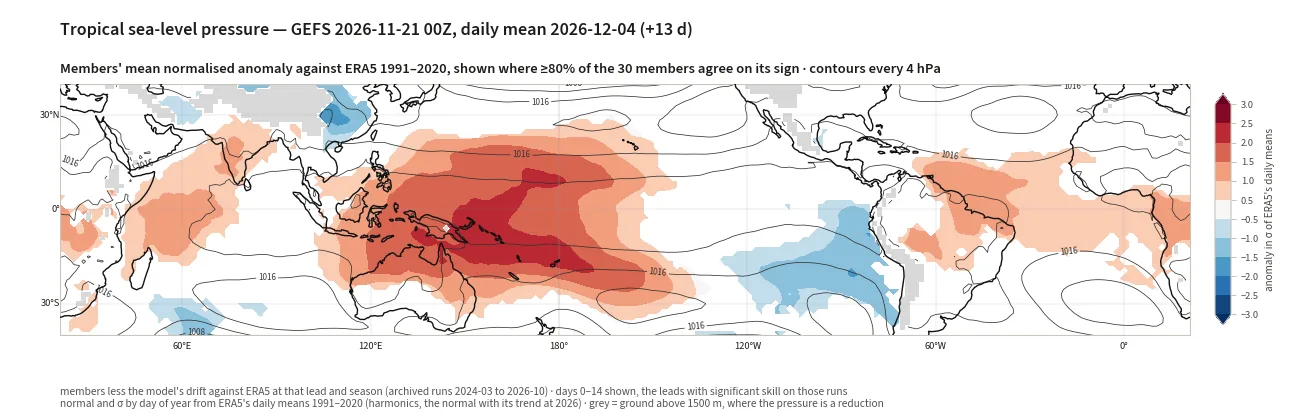 Tropical sea-level pressure — GEFS 2026-11-21 00Z, daily mean 2026-12-04 (+13 d)
Members' mean normalised anomaly against ERA5 1991–2020, shown where ≥80% of the 30 members agree on its sign · contours every 4 hPa
1016
1016
1016
30°N
1016
1016
1016
1016
0°
1016
1016
1016
1016
30°S
1008
1016
60°E
120°E
180°
120°W
60°W
0°
3.0
2.5
2.0
1.5
1.0
0.5
−0.5
−1.0
−1.5
−2.0
−2.5
−3.0
anomaly in σ of ERA5's daily means
members less the model's drift against ERA5 at that lead and season (archived runs 2024-03 to 2026-10) · days 0–14 shown, the leads with significant skill on those runs
normal and σ by day of year from ERA5's daily means 1991–2020 (harmonics, the normal with its trend at 2026) · grey = ground above 1500 m, where the pressure is a reduction